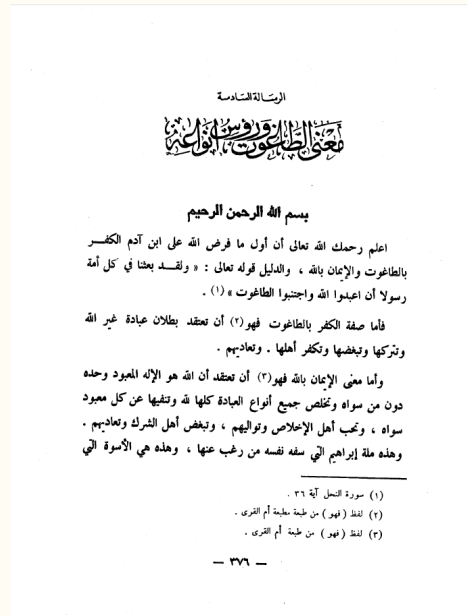 الرسالة السادسة
معنى الطاغوت ورؤوس أنواعه
بسم الله الرحمن الرحيم
اعلم رحمك الله تعالى أن أول ما فرض الله على ابن آدم الكفر
بالطاغوت والإيمان بالله ، والدليل قوله تعالى : « ولقد بعثنا في كل أمة
رسولا أن اعبدوا الله واجتنبوا الطاغوت » (١) .
فأما صفة الكفر بالطاغوت فهو(٢) أن تعتقد بطلان عبادة غير الله
وتتركها وتبغضها وتكفر أهلها . وتعاديهم .
وأما معنى الإيمان بالله فهو(٣) أن تعتقد أن الله هو الإله المعبود وحده
دون من سواه وتخلص جميع أنواع العبادة كلها لله وتنفيها عن كل معبود
سواه ، وتحب أهل الإخلاص وتواليهم ، وتبغض أهل الشرك وتعاديهم .
وهذه ملة إبراهيم التي سفه نفسه من رغب عنها ، وهذه هي الأسوة التي
(١) سورة النحل آية ٣٦ .
(٢) لفظ ( فهو ) من طبعة مطبعة أم القرى .
(٣) لفظ ( فهو ) من طبعة أم القرى .
— ٣٧٦ —